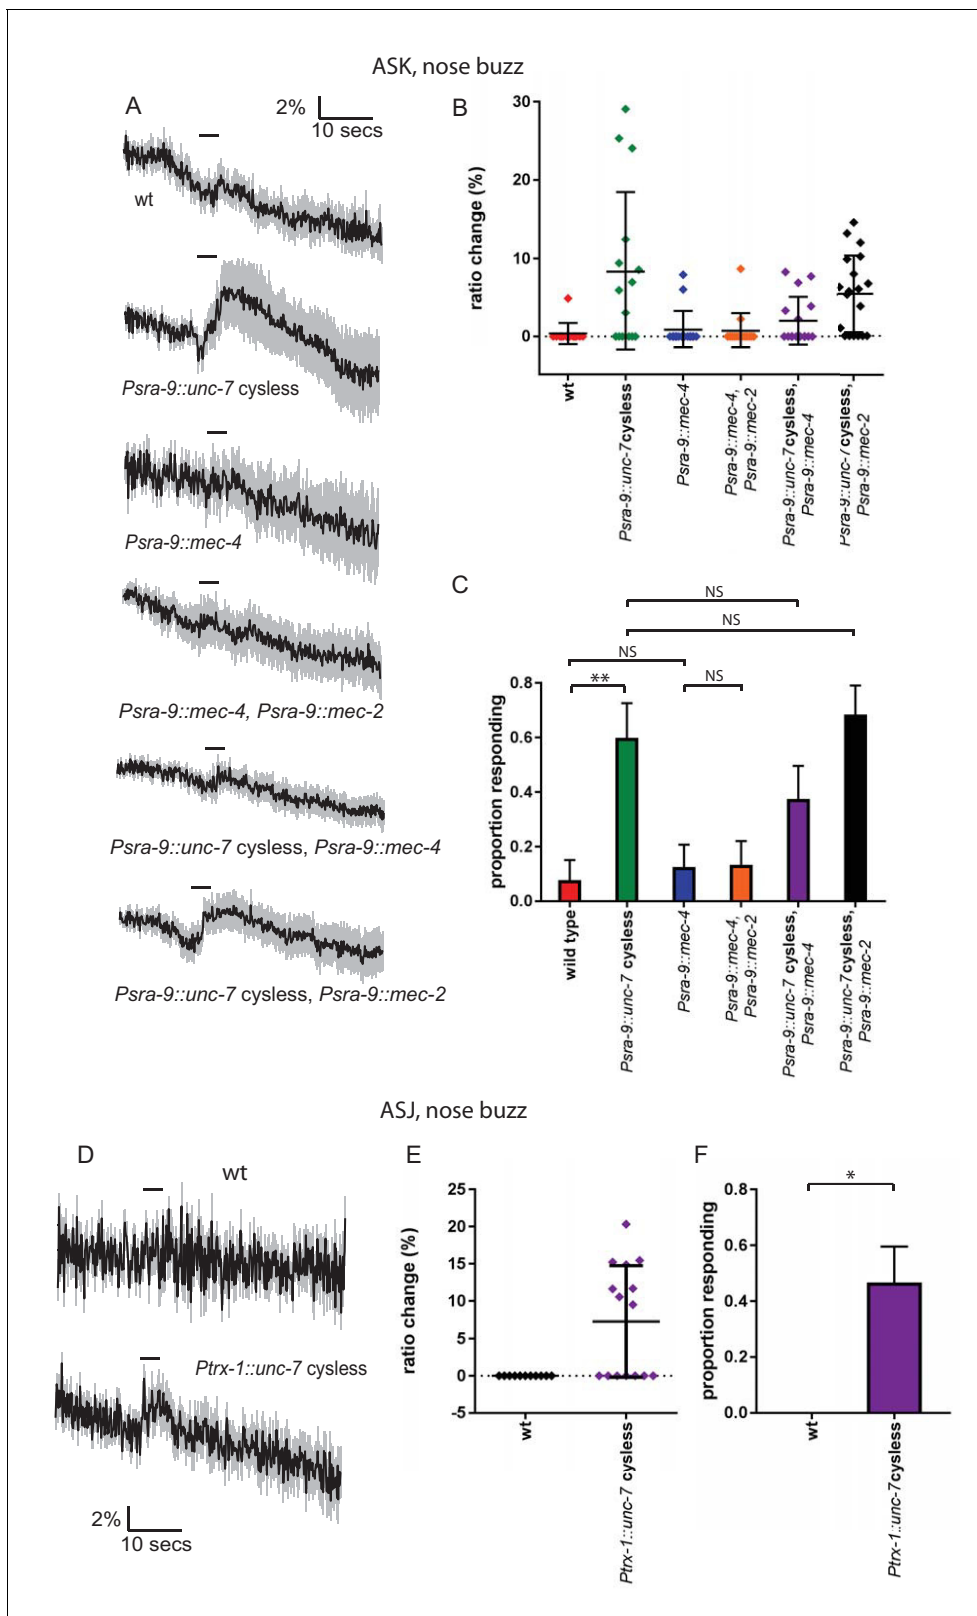 ASK, nose buzz
A
2%
10 secs
wt
Psra-9::unc-7 cysless
Psra-9::mec-4
Psra-9::mec-4, Psra-9::mec-2
Psra-9::unc-7 cysless, Psra-9::mec-4
Psra-9::unc-7 cysless, Psra-9::mec-2
B
ratio change (%)
30
20
10
0
wt
Psra-9::unc-7cysless
Psra-9::mec-4
Psra-9::mec-4,
Psra-9::mec-2
Psra-9::unc-7cysless,
Psra-9::mec-4
Psra-9::unc-7 cysless,
Psra-9::mec-2
C
NS
NS
NS
**
NS
proportion responding
0.8
0.6
0.4
0.2
0.0
wild type
Psra-9::unc-7 cysless
Psra-9::mec-4
Psra-9::mec-4,
Psra-9::mec-2
Psra-9::unc-7 cysless,
Psra-9::mec-4
Psra-9::unc-7cysless,
Psra-9::mec-2
ASJ, nose buzz
D
wt
Ptrx-1::unc-7 cysless
2%
10 secs
E
ratio change (%)
25
20
15
10
5
0
-5
wt
Ptrx-1::unc-7 cysless
F
*
proportion responding
0.8
0.6
0.4
0.2
0.0
wt
Ptrx-1::unc-7cysless